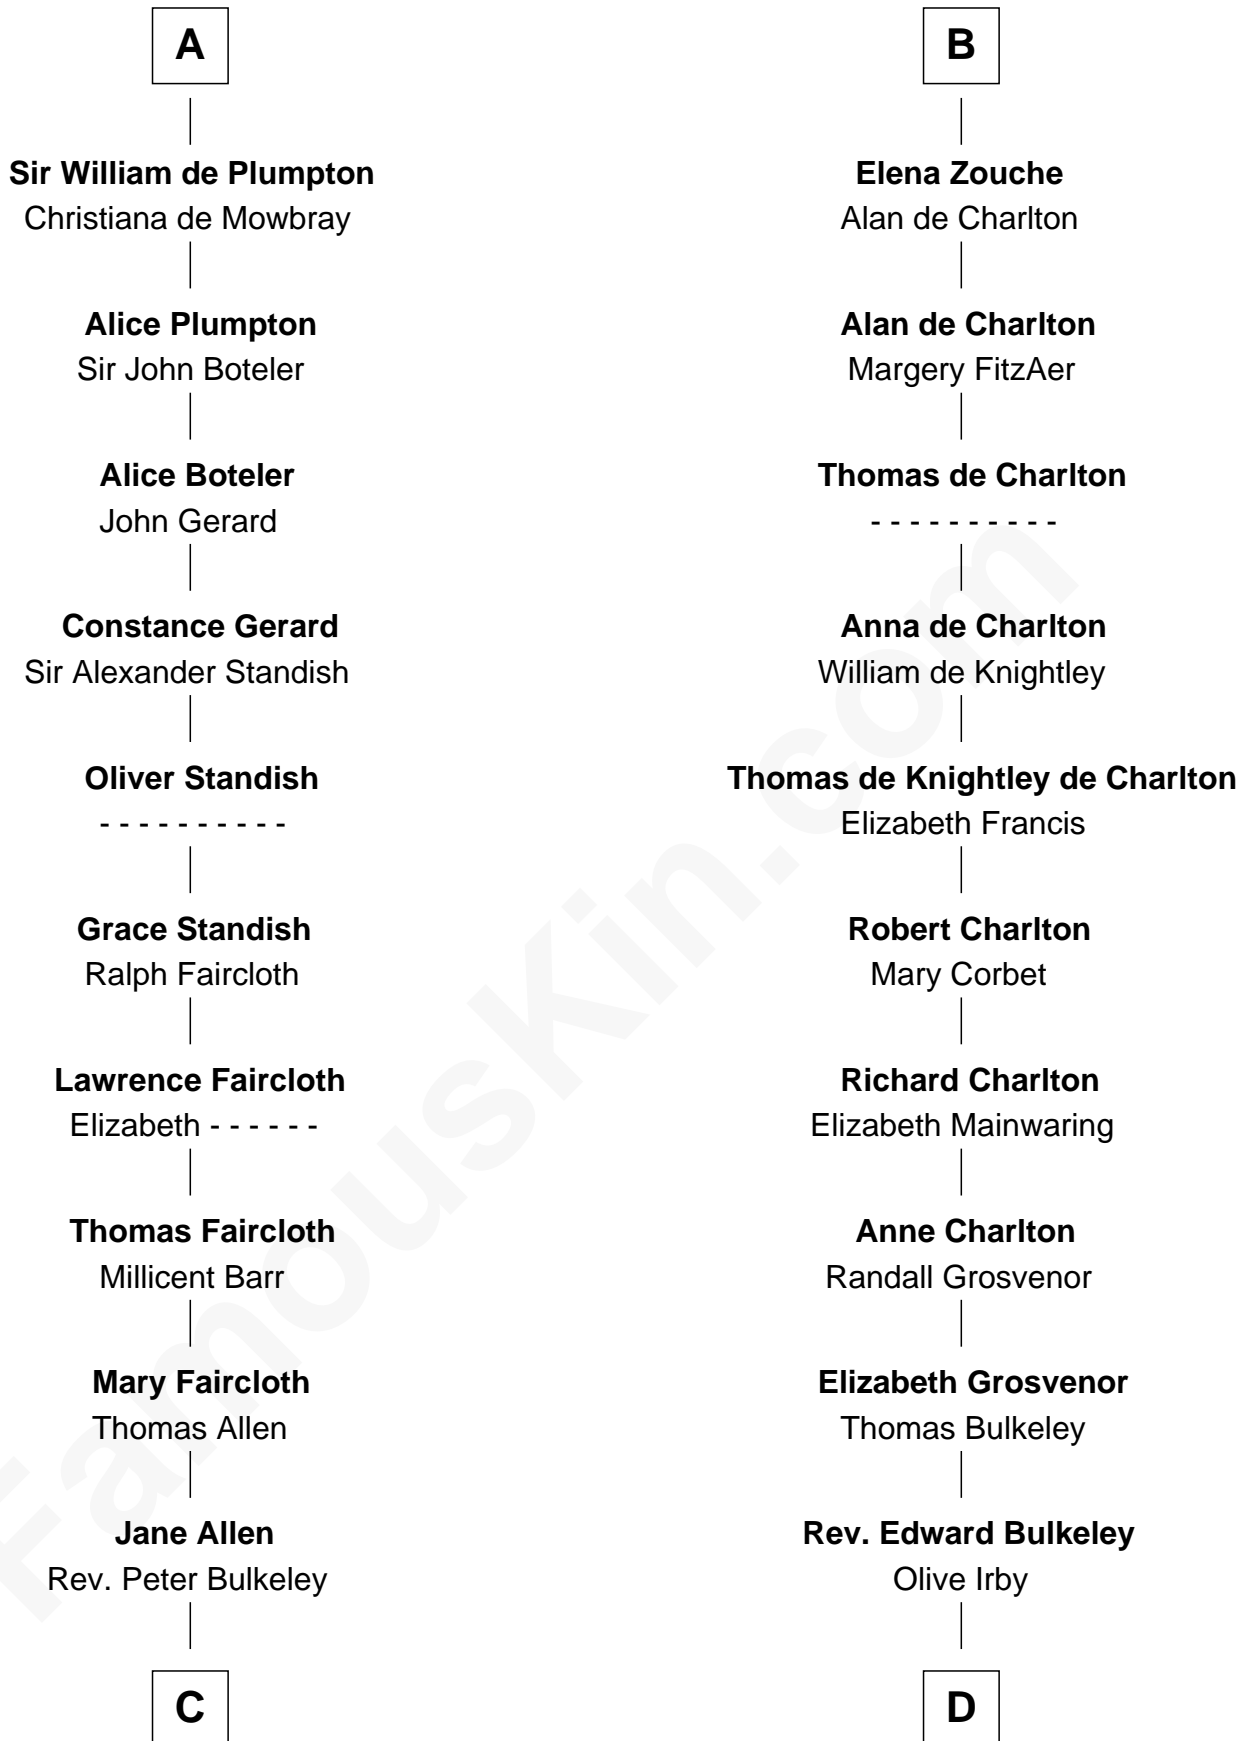 A
Sir William de Plumpton
Christiana de Mowbray
Alice Plumpton
Sir John Boteler
Alice Boteler
John Gerard
Constance Gerard
Sir Alexander Standish
Oliver Standish
- - - - - - - - - -
Grace Standish
Ralph Faircloth
Lawrence Faircloth
Elizabeth - - - - - -
Thomas Faircloth
Millicent Barr
Mary Faircloth
Thomas Allen
Jane Allen
Rev. Peter Bulkeley
C
B
Elena Zouche
Alan de Charlton
Alan de Charlton
Margery FitzAer
Thomas de Charlton
- - - - - - - - - -
Anna de Charlton
William de Knightley
Thomas de Knightley de Charlton
Elizabeth Francis
Robert Charlton
Mary Corbet
Richard Charlton
Elizabeth Mainwaring
Anne Charlton
Randall Grosvenor
Elizabeth Grosvenor
Thomas Bulkeley
Rev. Edward Bulkeley
Olive Irby
D
FamousKin.com